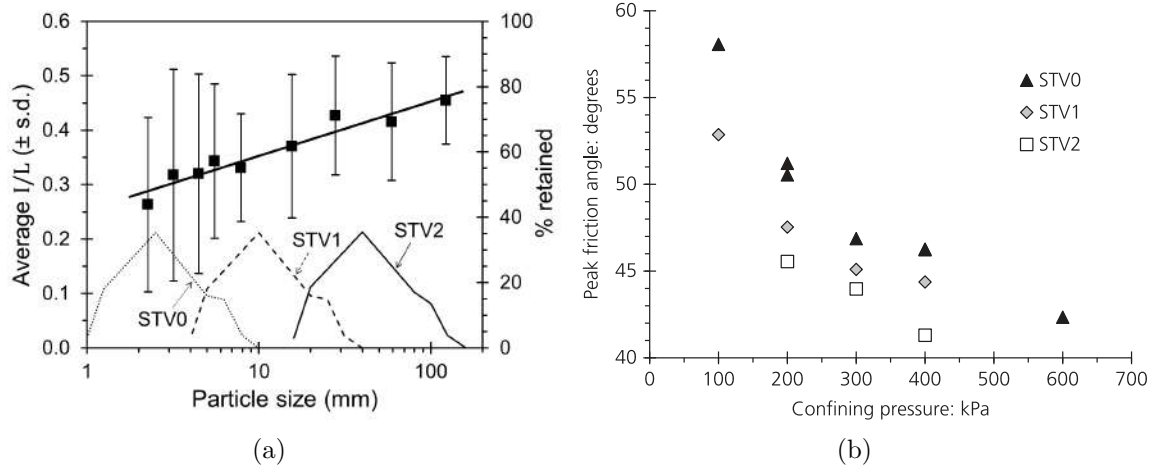 0.6
0.5
0.4
0.3
0.2
0.1
0.0
Average I/L (± s.d.)
100
80
60
40
20
0
% retained
STV0
STV1
STV2
1
10
100
Particle size (mm)
(a)
60
55
50
45
40
Peak friction angle: degrees
STV0
STV1
STV2
0
100
200
300
400
500
600
700
Confining pressure: kPa
(b)